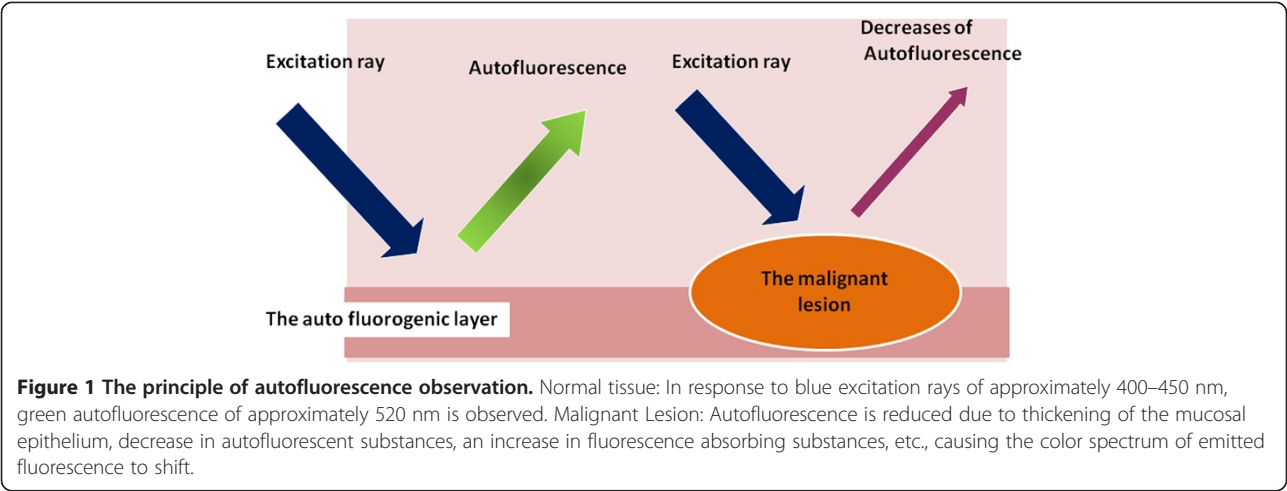 Excitation ray
Autofluorescence
Excitation ray
Decreases of
Autofluorescence
The auto fluorogenic layer
The malignant
lesion
Figure 1 The principle of autofluorescence observation. Normal tissue: In response to blue excitation rays of approximately 400–450 nm,
green autofluorescence of approximately 520 nm is observed. Malignant Lesion: Autofluorescence is reduced due to thickening of the mucosal
epithelium, decrease in autofluorescent substances, an increase in fluorescence absorbing substances, etc., causing the color spectrum of emitted
fluorescence to shift.